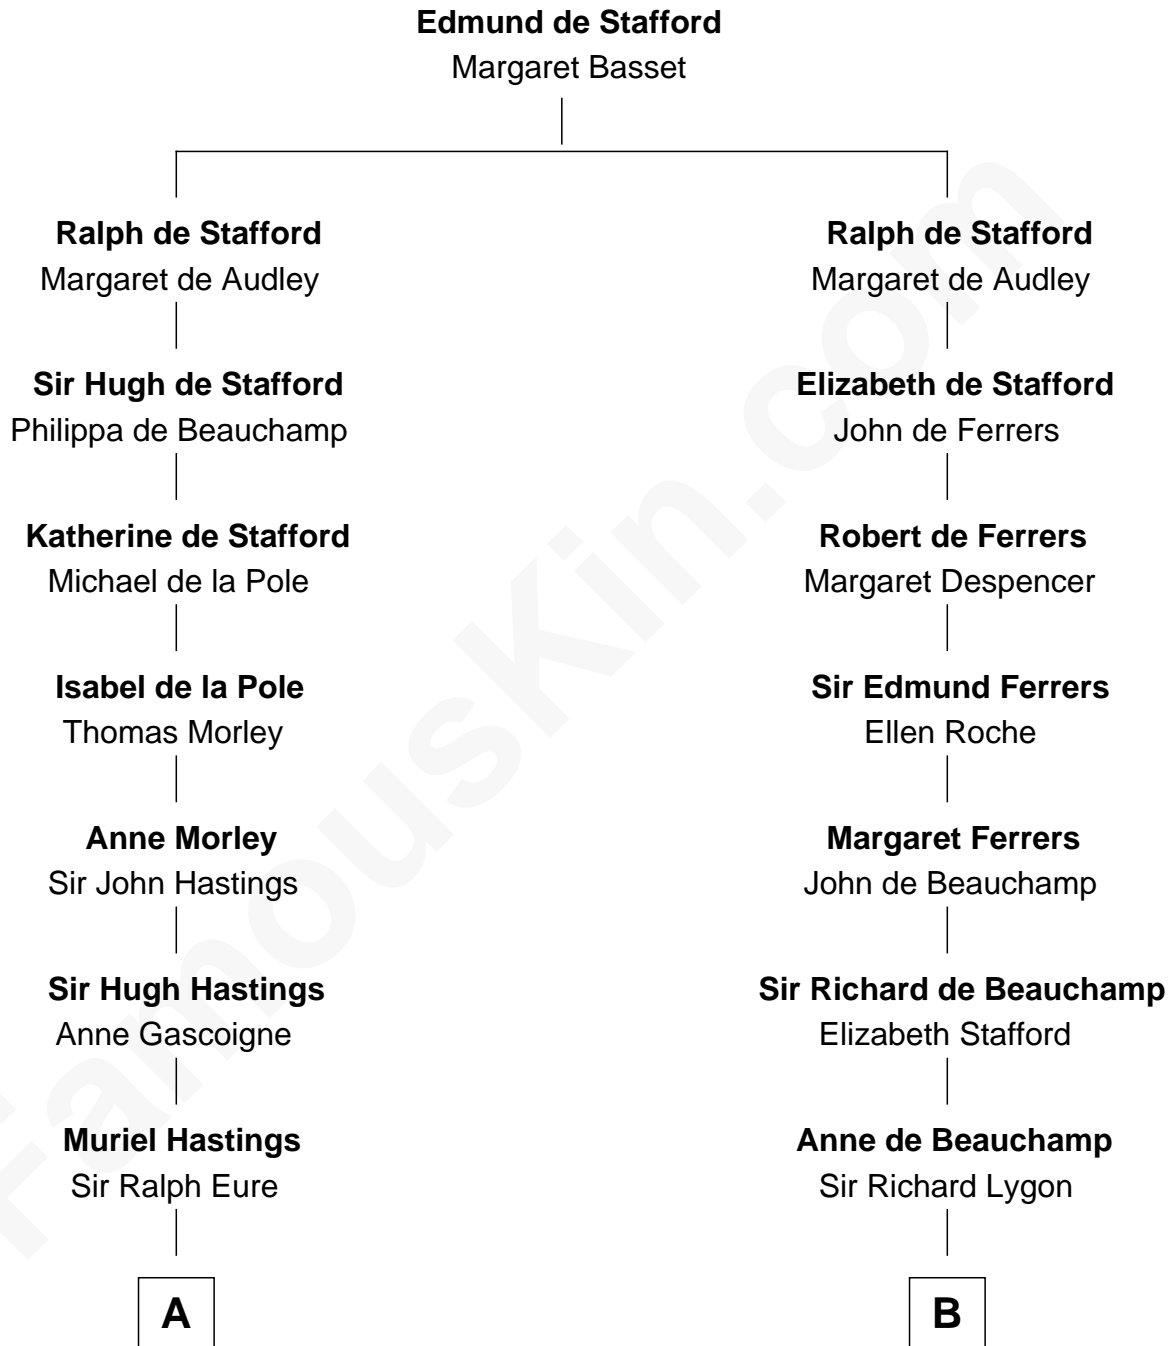 Edmund de Stafford
Margaret Basset
Ralph de Stafford
Margaret de Audley
Ralph de Stafford
Margaret de Audley
Sir Hugh de Stafford
Philippa de Beauchamp
Elizabeth de Stafford
John de Ferrers
Katherine de Stafford
Michael de la Pole
Robert de Ferrers
Margaret Despencer
Isabel de la Pole
Thomas Morley
Sir Edmund Ferrers
Ellen Roche
Anne Morley
Sir John Hastings
Margaret Ferrers
John de Beauchamp
Sir Hugh Hastings
Anne Gascoigne
Sir Richard de Beauchamp
Elizabeth Stafford
Muriel Hastings
Sir Ralph Eure
Anne de Beauchamp
Sir Richard Lygon
A
B
FamousKin.com